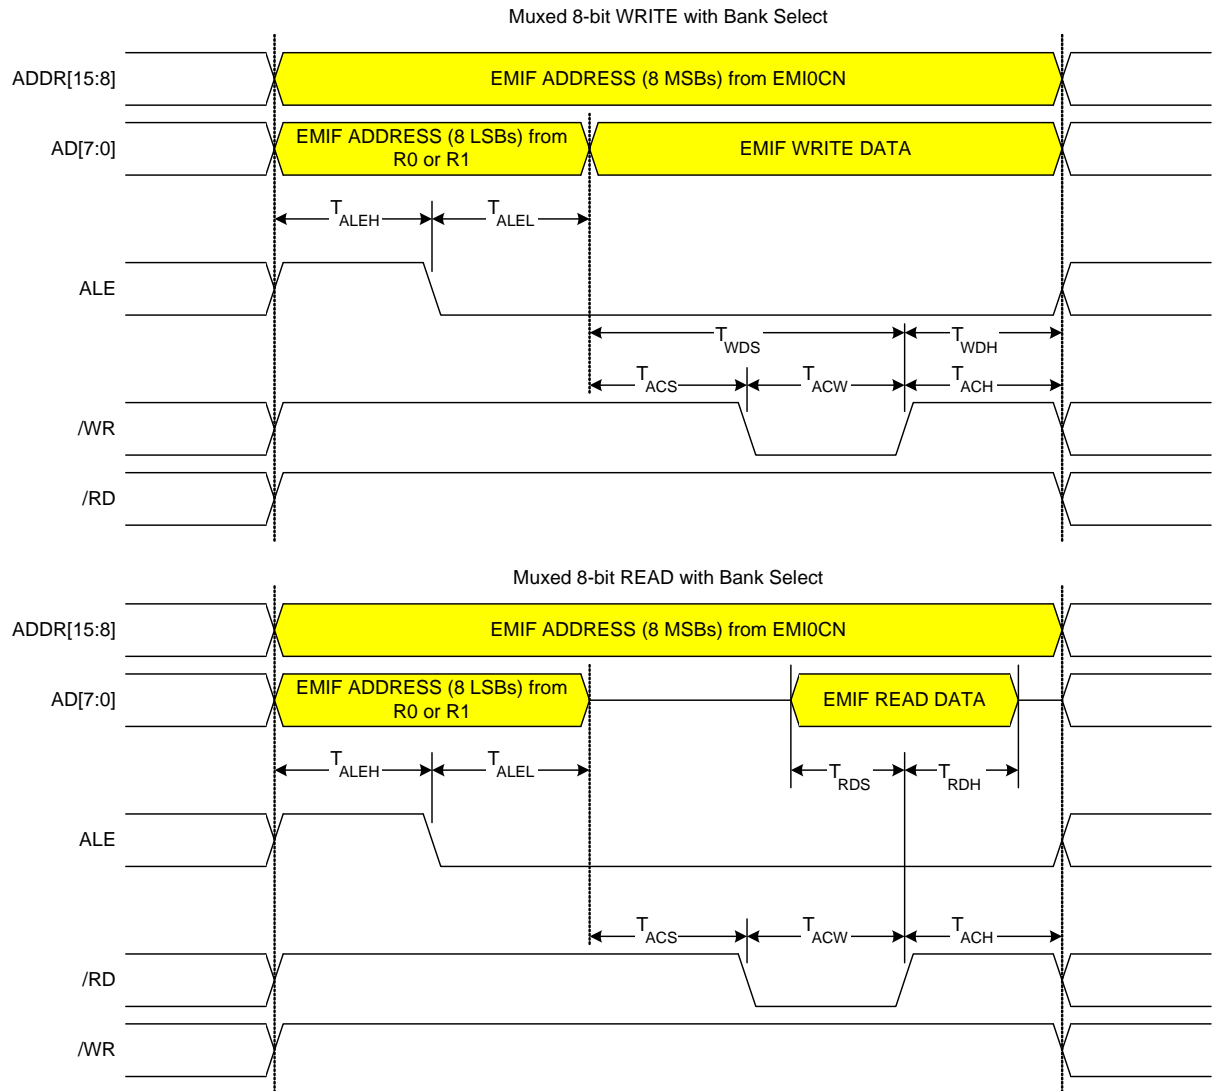 Muxed 8-bit WRITE with Bank Select
ADDR[15:8]
EMIF ADDRESS (8 MSBs) from EMI0CN
AD[7:0]
EMIF ADDRESS (8 LSBs) from
R0 or R1
EMIF WRITE DATA
TALEH
TALEL
ALE
TWDS
TWDH
TACS
TACW
TACH
/WR
/RD
Muxed 8-bit READ with Bank Select
ADDR[15:8]
EMIF ADDRESS (8 MSBs) from EMI0CN
AD[7:0]
EMIF ADDRESS (8 LSBs) from
R0 or R1
EMIF READ DATA
TALEH
TALEL
TRDS
TRDH
ALE
TACS
TACW
TACH
/RD
/WR